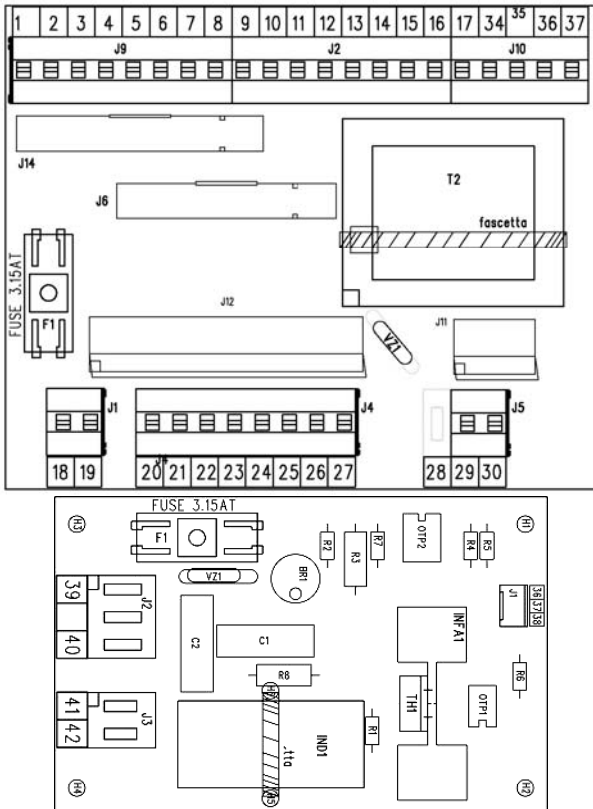 1 2 3 4 5 6 7 8 9 10 11 12 13 14 15 16 17 34 35 36 37
J9 J2 J10
J14
T2
J6
fascetta
FUSE 3.15AT
F1
J12
VZ1
J11
J1
J4
J5
J4
18 19 20 21 22 23 24 25 26 27 28 29 30
FUSE 3.15AT
H3
F1
R2
R3
R7
OTP2
R4
R5
H1
VZ1
BR1
39
J2
40
C2
C1
INFA1
J1
36
37
38
R8
R6
41
J3
42
H6
IND1
R1
TH1
OTP1
.tta
H4
H5
H2